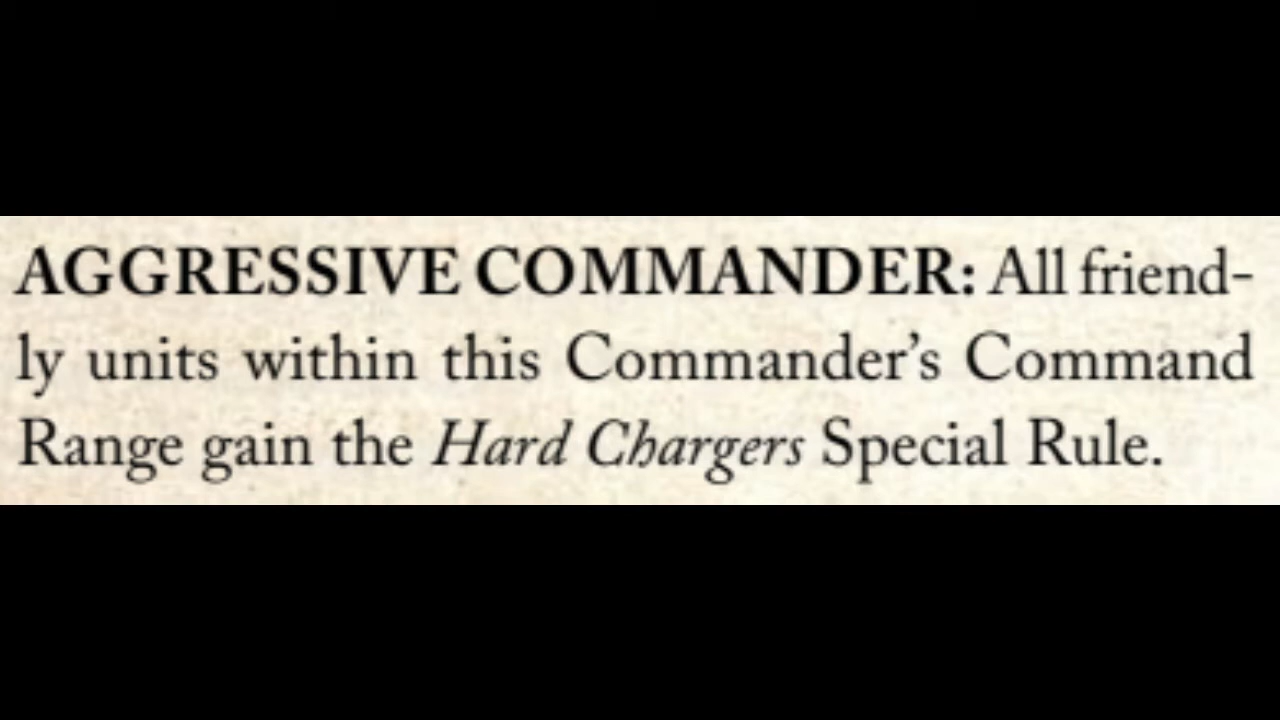 AGGRESSIVE COMMANDER: All friend-
ly units within this Commander’s Command
Range gain the Hard Chargers Special Rule.